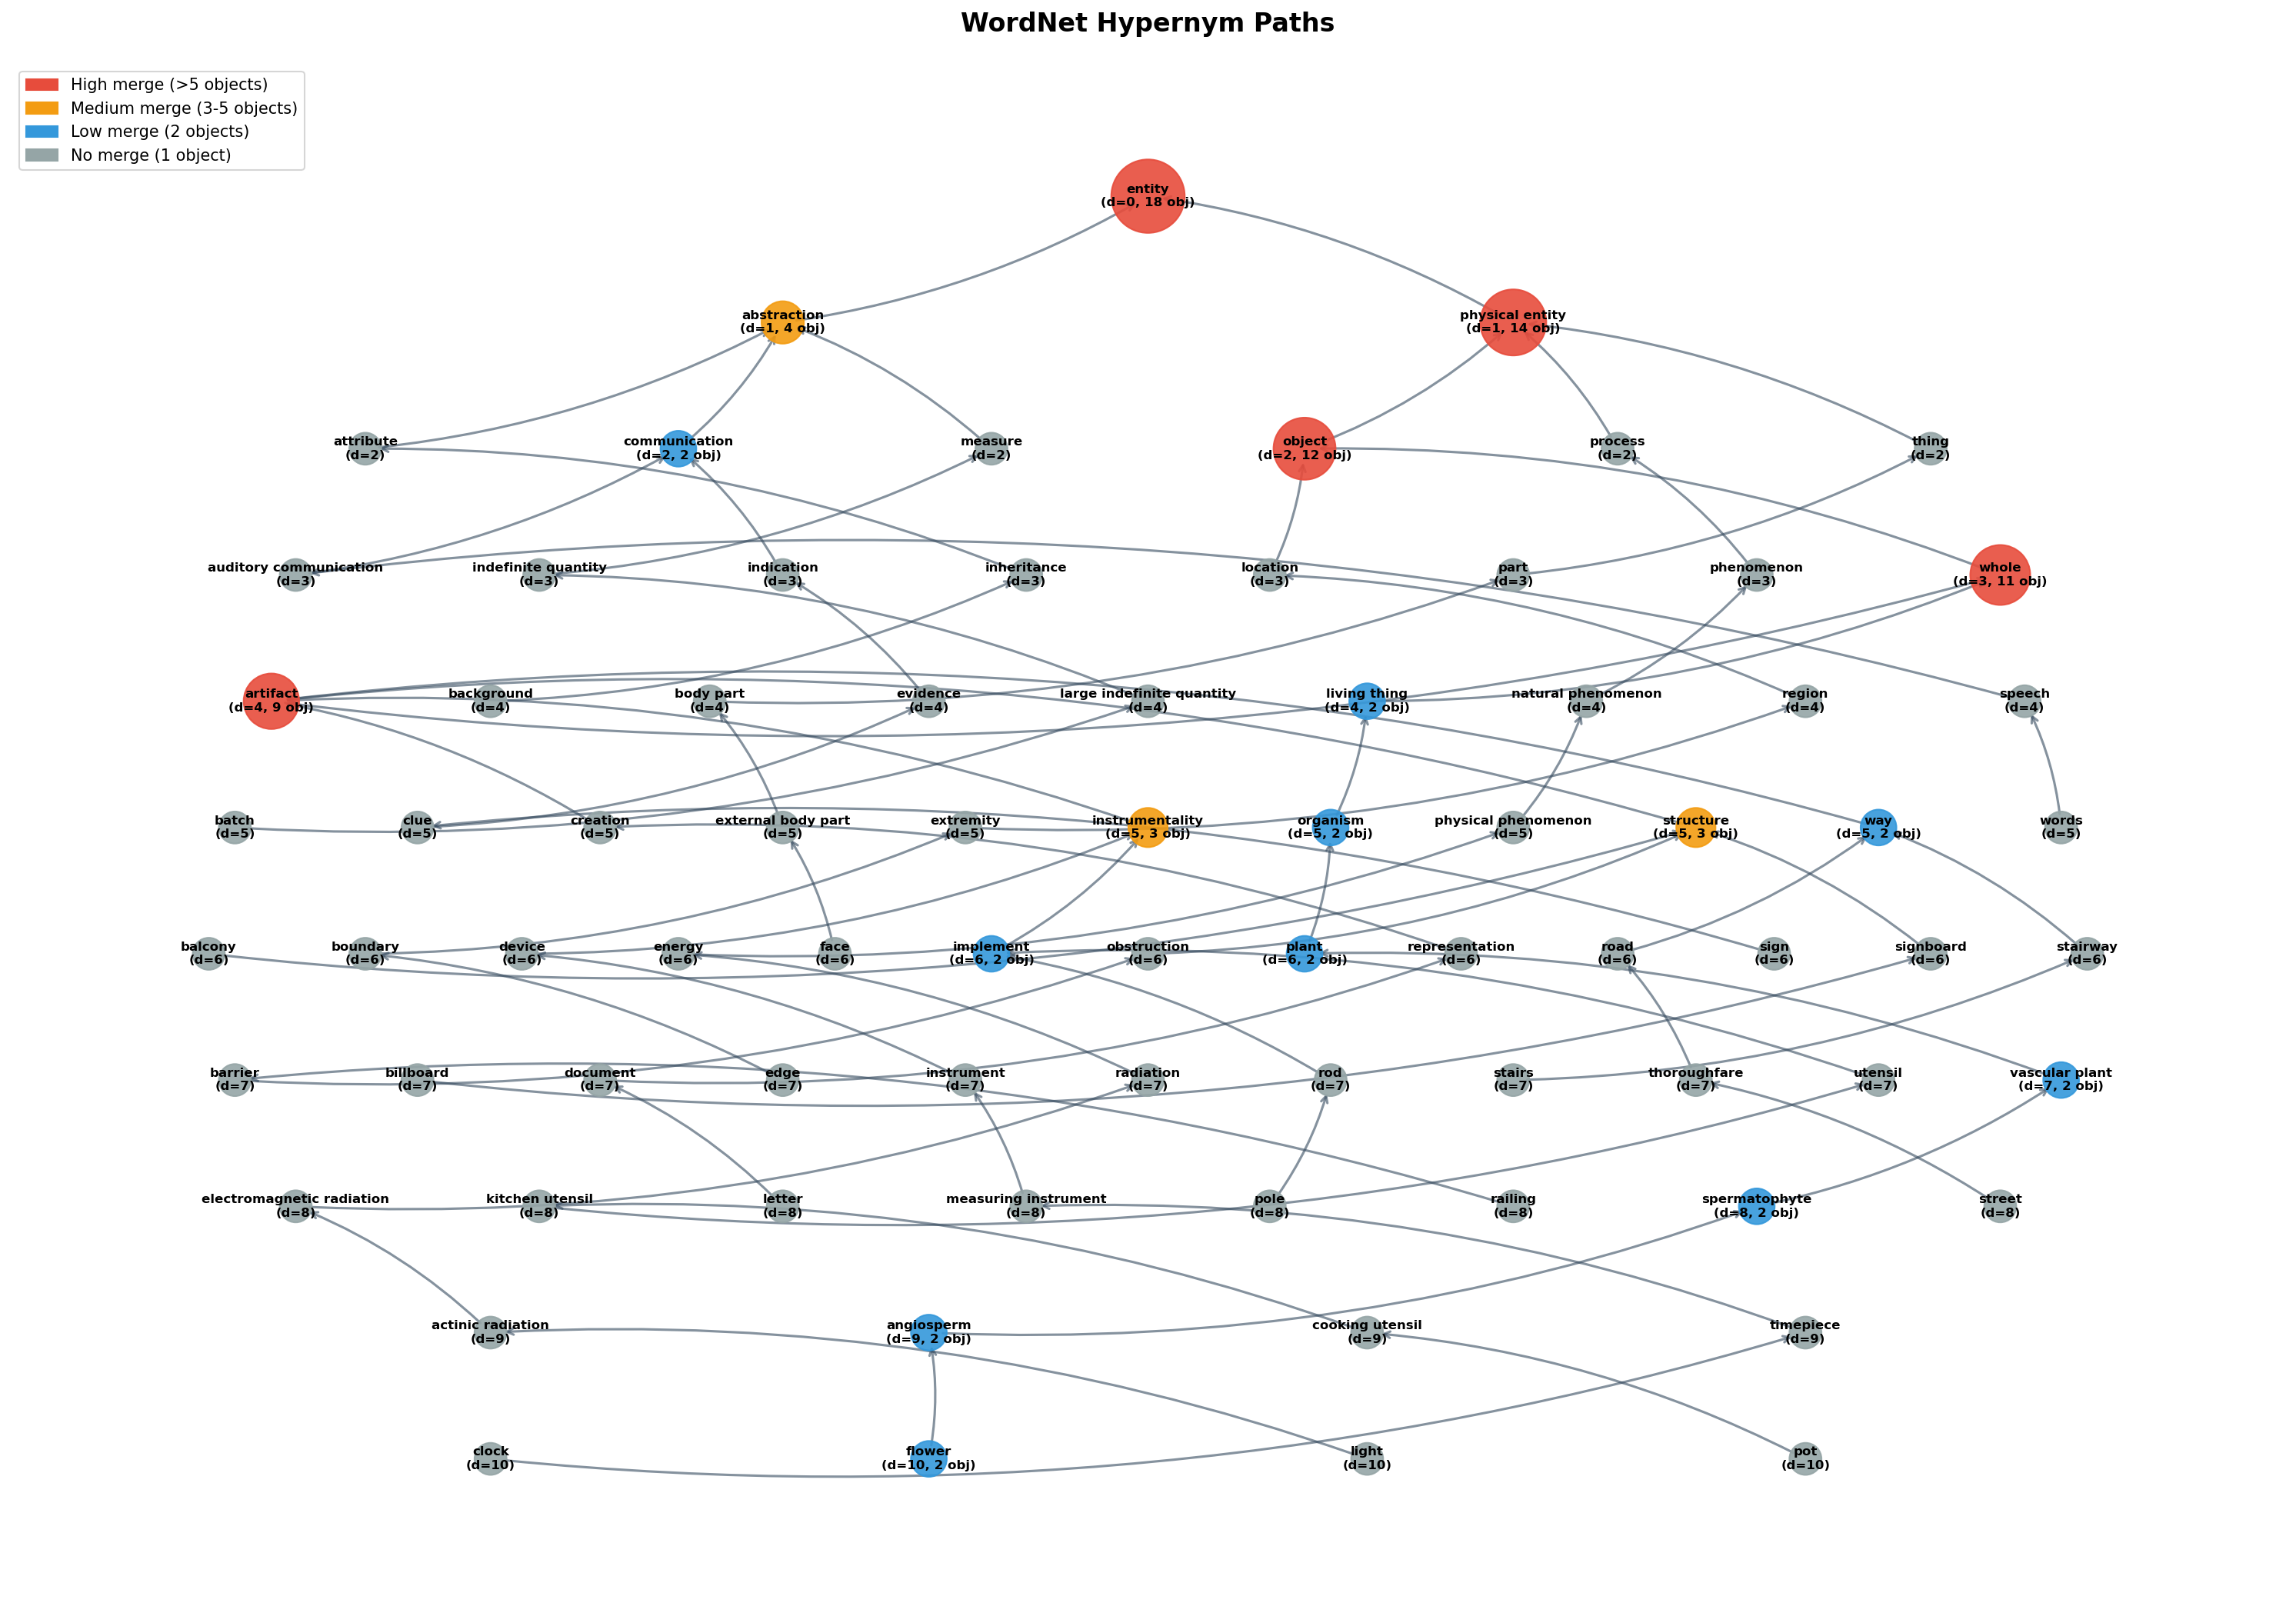 WordNet Hypernym Paths
High merge (>5 objects)
Medium merge (3-5 objects)
Low merge (2 objects)
No merge (1 object)
entity
(d=0, 18 obj)
abstraction
(d=1, 4 obj)
physical entity
(d=1, 14 obj)
attribute
(d=2)
communication
(d=2, 2 obj)
measure
(d=2)
object
(d=2, 12 obj)
process
(d=2)
thing
(d=2)
auditory communication
(d=3)
indefinite quantity
(d=3)
indication
(d=3)
inheritance
(d=3)
location
(d=3)
part
(d=3)
phenomenon
(d=3)
whole
(d=3, 11 obj)
artifact
(d=4, 9 obj)
background
(d=4)
body part
(d=4)
evidence
(d=4)
large indefinite quantity
(d=4)
living thing
(d=4, 2 obj)
natural phenomenon
(d=4)
region
(d=4)
speech
(d=4)
batch
(d=5)
clue
(d=5)
creation
(d=5)
external body part
(d=5)
extremity
(d=5)
instrumentality
(d=5, 3 obj)
organism
(d=5, 2 obj)
physical phenomenon
(d=5)
structure
(d=5, 3 obj)
way
(d=5, 2 obj)
words
(d=5)
balcony
(d=6)
boundary
(d=6)
device
(d=6)
energy
(d=6)
face
(d=6)
implement
(d=6, 2 obj)
obstruction
(d=6)
plant
(d=6, 2 obj)
representation
(d=6)
road
(d=6)
sign
(d=6)
signboard
(d=6)
stairway
(d=6)
barrier
(d=7)
billboard
(d=7)
document
(d=7)
edge
(d=7)
instrument
(d=7)
radiation
(d=7)
rod
(d=7)
stairs
(d=7)
thoroughfare
(d=7)
utensil
(d=7)
vascular plant
(d=7, 2 obj)
electromagnetic radiation
(d=8)
kitchen utensil
(d=8)
letter
(d=8)
measuring instrument
(d=8)
pole
(d=8)
railing
(d=8)
spermatophyte
(d=8, 2 obj)
street
(d=8)
actinic radiation
(d=9)
angiosperm
(d=9, 2 obj)
cooking utensil
(d=9)
timepiece
(d=9)
clock
(d=10)
flower
(d=10, 2 obj)
light
(d=10)
pot
(d=10)